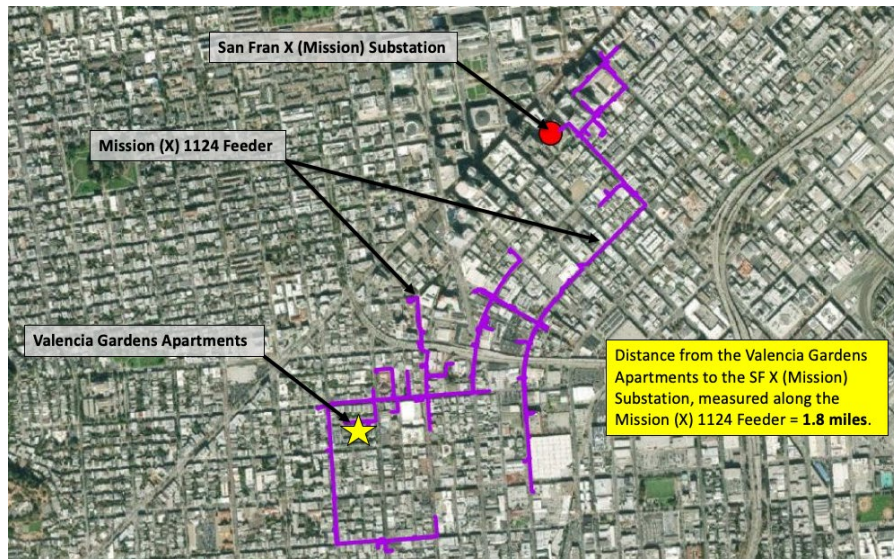 San Fran X (Mission) Substation
Mission (X) 1124 Feeder
Valencia Gardens Apartments
Distance from the Valencia Gardens
Apartments to the SF X (Mission)
Substation, measured along the
Mission (X) 1124 Feeder = 1.8 miles.